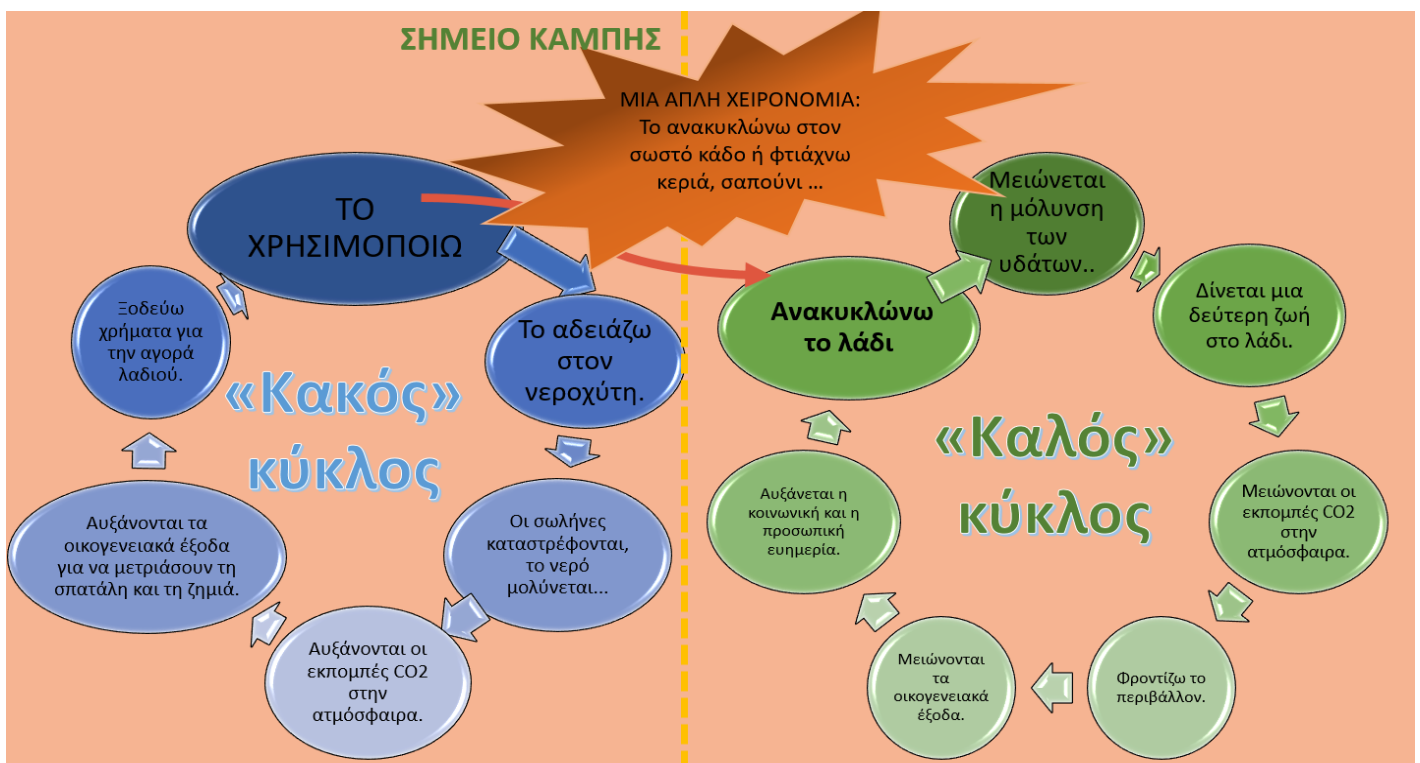 ΣΗΜΕΙΟ ΚΑΜΠΗΣ
ΜΙΑ ΑΠΛΗ ΧΕΙΡΟΝΟΜΙΑ:
Το ανακυκλώνω στον
σωστό κάδο ή φτιάχνω
κεριά, σαπούνι ...
ΤΟ
ΧΡΗΣΙΜΟΠΟΙΩ
Το αδειάζω
στον
νεροχύτη.
Οι σωλήνες
καταστρέφονται,
το νερό
μολύνεται...
Αυξάνονται οι
εκπομπές CO2
στην
ατμόσφαιρα.
Αυξάνονται τα
οικογενειακά έξοδα
για να μετριάσουν τη
σπατάλη και τη ζημιά.
Ξοδεύω
χρήματα για
την αγορά
λαδιού.
«Κακός»
κύκλος
Ανακυκλώνω
το λάδι
Μειώνεται
η μόλυνση
των
υδάτων..
Δίνεται μια
δεύτερη ζωή
στο λάδι.
Μειώνονται οι
εκπομπές CO2
στην
ατμόσφαιρα.
Φροντίζω το
περιβάλλον.
Μειώνονται
τα
οικογενειακά
έξοδα.
Αυξάνεται η
κοινωνική και η
προσωπική
ευημερία.
«Καλός»
κύκλος